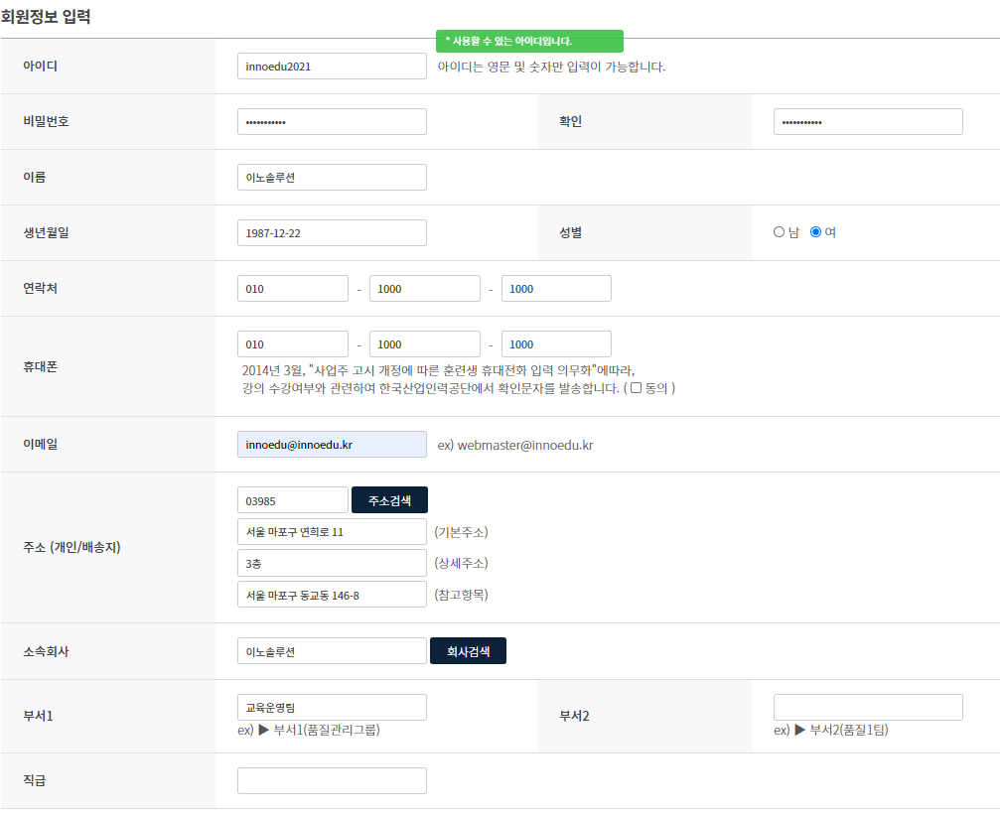 회원정보 입력
* 사용할 수 있는 아이디입니다.
아이디 innoedu2021 아이디는 영문 및 숫자만 입력이 가능합니다.
비밀번호 ••••••••••• 확인 •••••••••••
이름 이노솔루션
생년월일 1987-12-22 성별 남 여
연락처 010 - 1000 - 1000
휴대폰 010 - 1000 - 1000
2014년 3월, "사업주 고시 개정에 따른 훈련생 휴대전화 입력 의무화"에따라,
강의 수강여부와 관련하여 한국산업인력공단에서 확인문자를 발송합니다. ( 동의 )
이메일 innoedu@innoedu.kr ex) webmaster@innoedu.kr
주소 (개인/배송지) 03985 주소검색
서울 마포구 연희로 11 (기본주소)
3층 (상세주소)
서울 마포구 동교동 146-8 (참고항목)
소속회사 이노솔루션 회사검색
부서1 교육운영팀 부서2
ex) ▶ 부서1(품질관리그룹) ex) ▶ 부서2(품질1팀)
직급